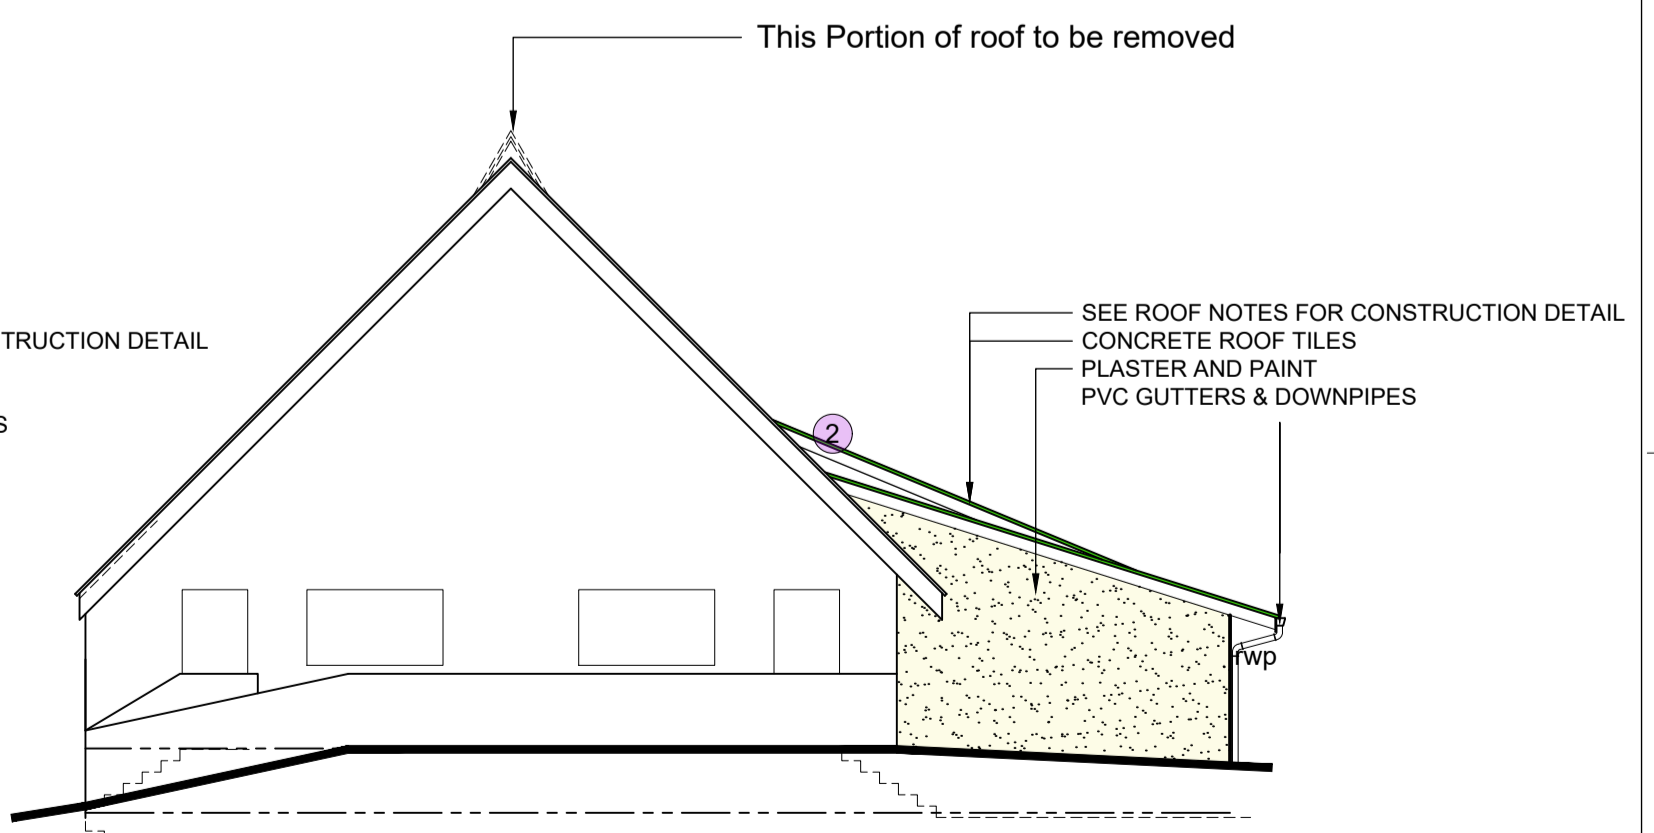 This Portion of roof to be removed
SEE ROOF NOTES FOR CONSTRUCTION DETAIL
TRUCTION DETAIL
CONCRETE ROOF TILES
PLASTER AND PAINT
PVC GUTTERS & DOWNPIPES
S
2
rwp